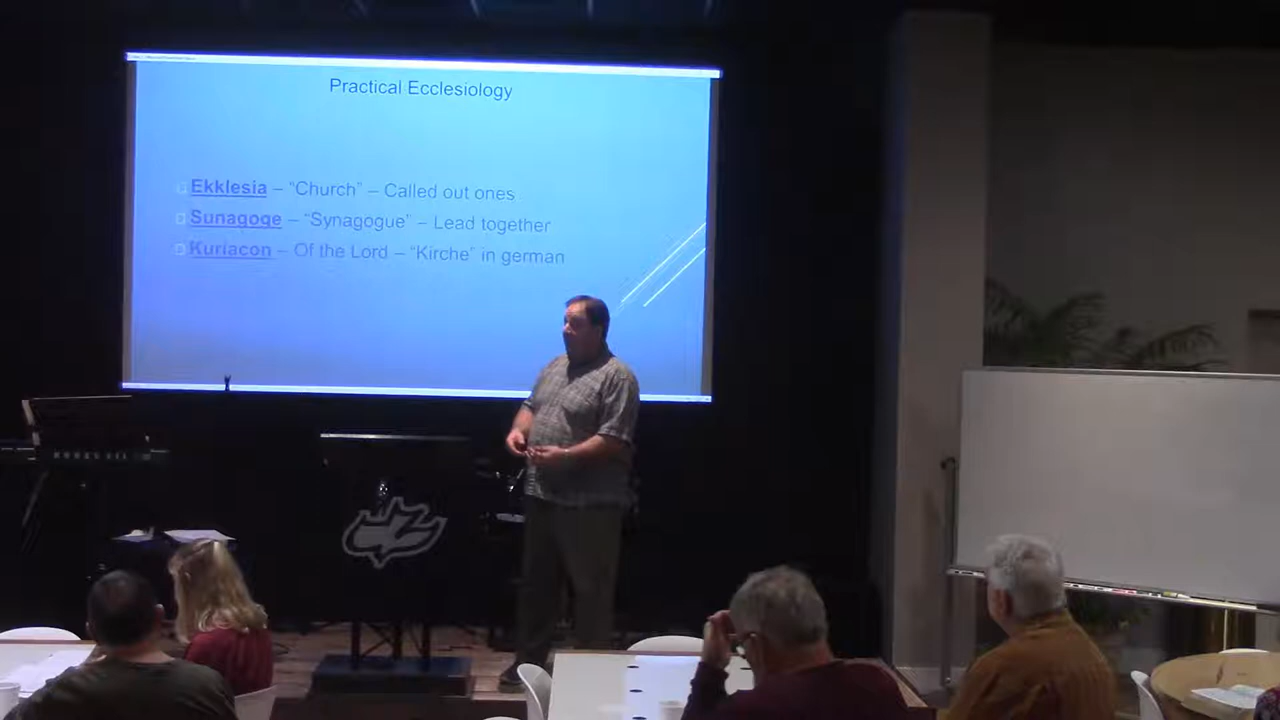 Practical Ecclesiology
Ekklesia – “Church” – Called out ones
Sunagoge – “Synagogue” – Lead together
Kuriacon – Of the Lord – “Kirche” in german